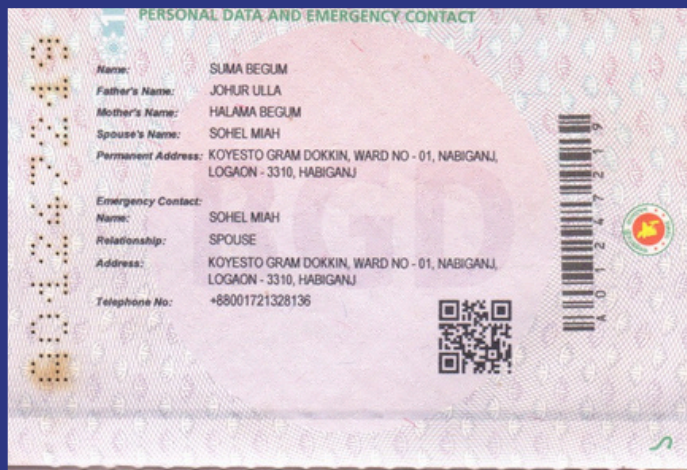 PERSONAL DATA AND EMERGENCY CONTACT
Name: SUMA BEGUM
Father's Name: JOHUR ULLA
Mother's Name: HALAMA BEGUM
Spouse's Name: SOHEL MIAH
Permanent Address: KOYESTO GRAM DOKKIN, WARD NO - 01, NABIGANJ,
LOGAON - 3310, HABIGANJ
Emergency Contact:
Name: SOHEL MIAH
Relationship: SPOUSE
Address: KOYESTO GRAM DOKKIN, WARD NO - 01, NABIGANJ,
LOGAON - 3310, HABIGANJ
Telephone No: +88001721328136
BGD
A01247219
A01247219